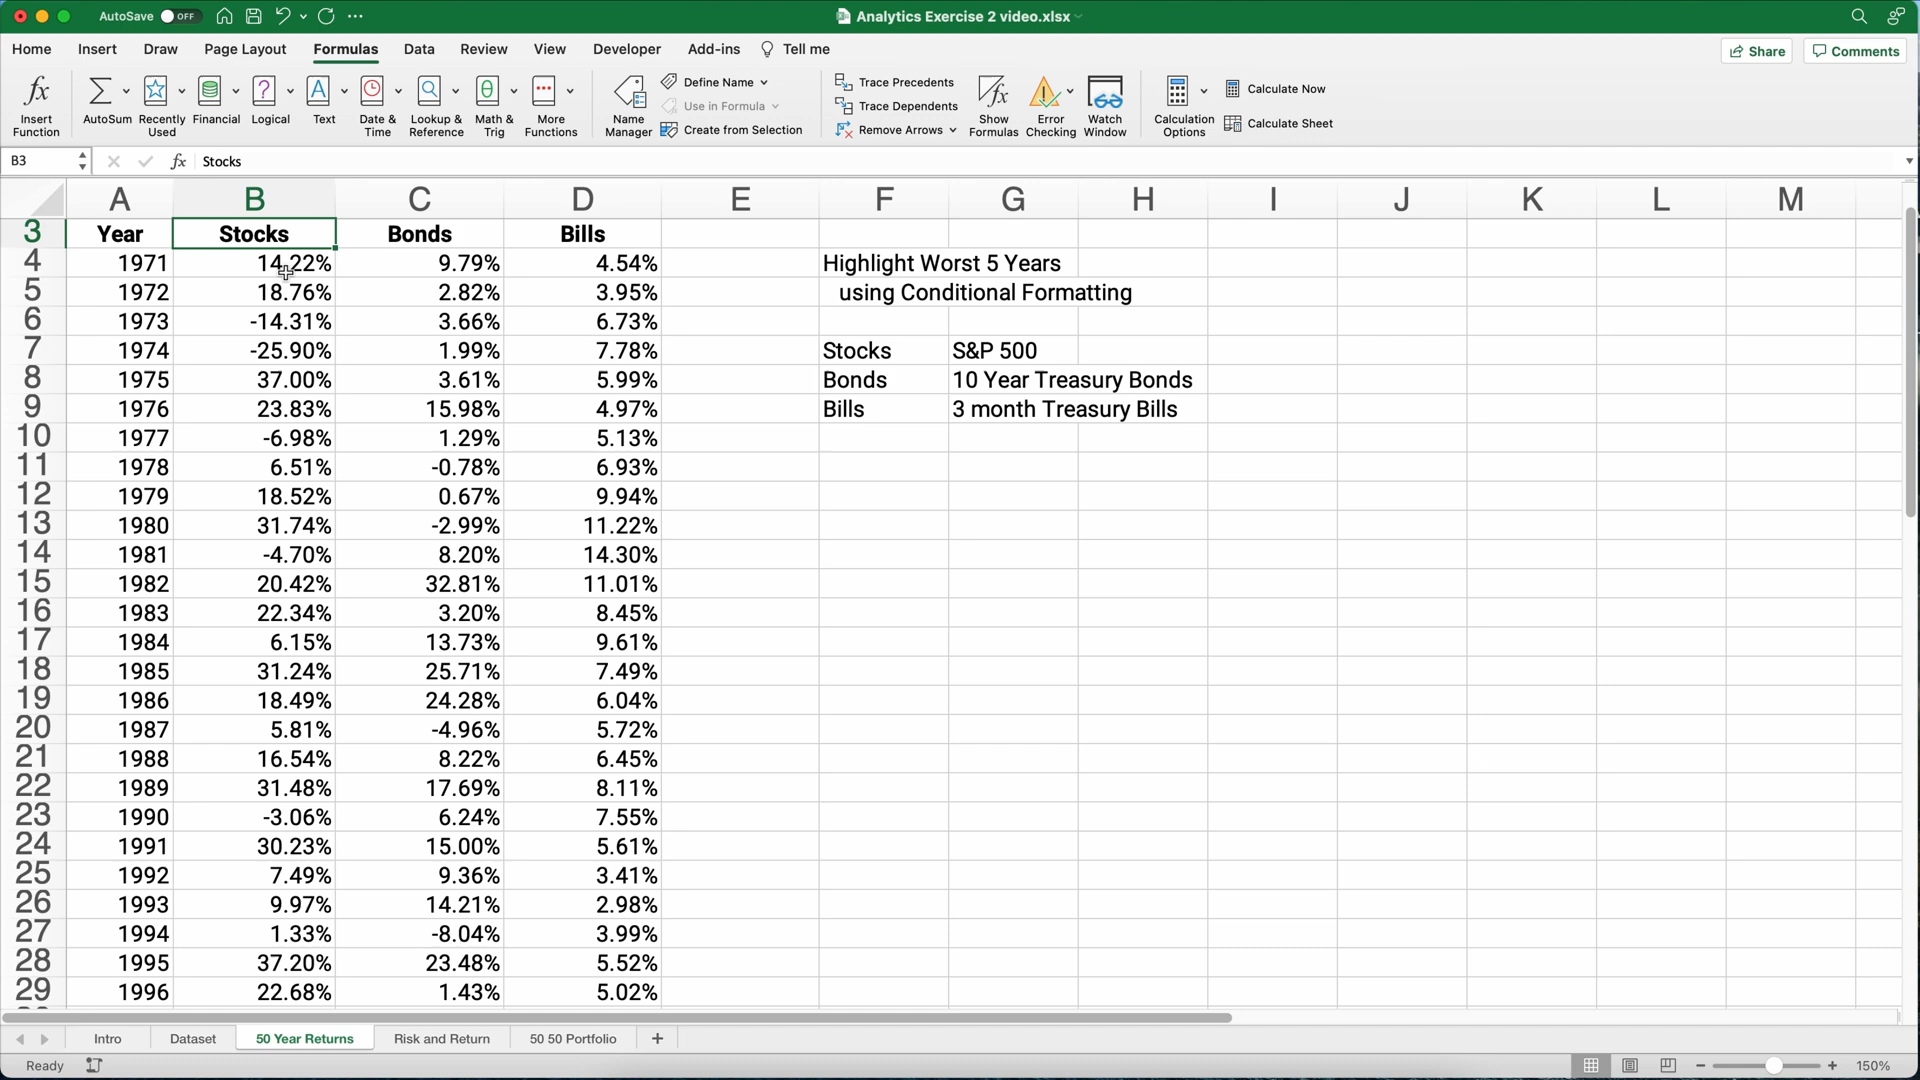 AutoSave OFF
Analytics Exercise 2 video.xlsx
Home Insert Draw Page Layout Formulas Data Review View Developer Add-ins Tell me Share Comments
Insert Function
AutoSum
Recently Used
Financial
Logical
Text
Date & Time
Lookup & Reference
Math & Trig
More Functions
Name Manager
Define Name
Use in Formula
Create from Selection
Trace Precedents
Trace Dependents
Remove Arrows
Show Formulas
Error Checking
Watch Window
Calculation Options
Calculate Now
Calculate Sheet
B3 fx Stocks
A B C D E F G H I J K L M
3 Year Stocks Bonds Bills
4 1971 14.22% 9.79% 4.54% Highlight Worst 5 Years
5 1972 18.76% 2.82% 3.95% using Conditional Formatting
6 1973 -14.31% 3.66% 6.73%
7 1974 -25.90% 1.99% 7.78% Stocks S&P 500
8 1975 37.00% 3.61% 5.99% Bonds 10 Year Treasury Bonds
9 1976 23.83% 15.98% 4.97% Bills 3 month Treasury Bills
10 1977 -6.98% 1.29% 5.13%
11 1978 6.51% -0.78% 6.93%
12 1979 18.52% 0.67% 9.94%
13 1980 31.74% -2.99% 11.22%
14 1981 -4.70% 8.20% 14.30%
15 1982 20.42% 32.81% 11.01%
16 1983 22.34% 3.20% 8.45%
17 1984 6.15% 13.73% 9.61%
18 1985 31.24% 25.71% 7.49%
19 1986 18.49% 24.28% 6.04%
20 1987 5.81% -4.96% 5.72%
21 1988 16.54% 8.22% 6.45%
22 1989 31.48% 17.69% 8.11%
23 1990 -3.06% 6.24% 7.55%
24 1991 30.23% 15.00% 5.61%
25 1992 7.49% 9.36% 3.41%
26 1993 9.97% 14.21% 2.98%
27 1994 1.33% -8.04% 3.99%
28 1995 37.20% 23.48% 5.52%
29 1996 22.68% 1.43% 5.02%
Intro Dataset 50 Year Returns Risk and Return 50 50 Portfolio +
Ready 150%